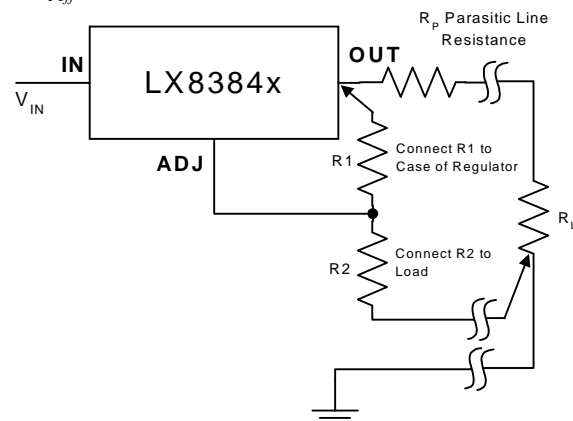 R_P Parasitic Line
Resistance
OUT
IN
LX8384x
V_IN
ADJ
R1
Connect R1 to
Case of Regulator
R_L
R2
Connect R2 to
Load